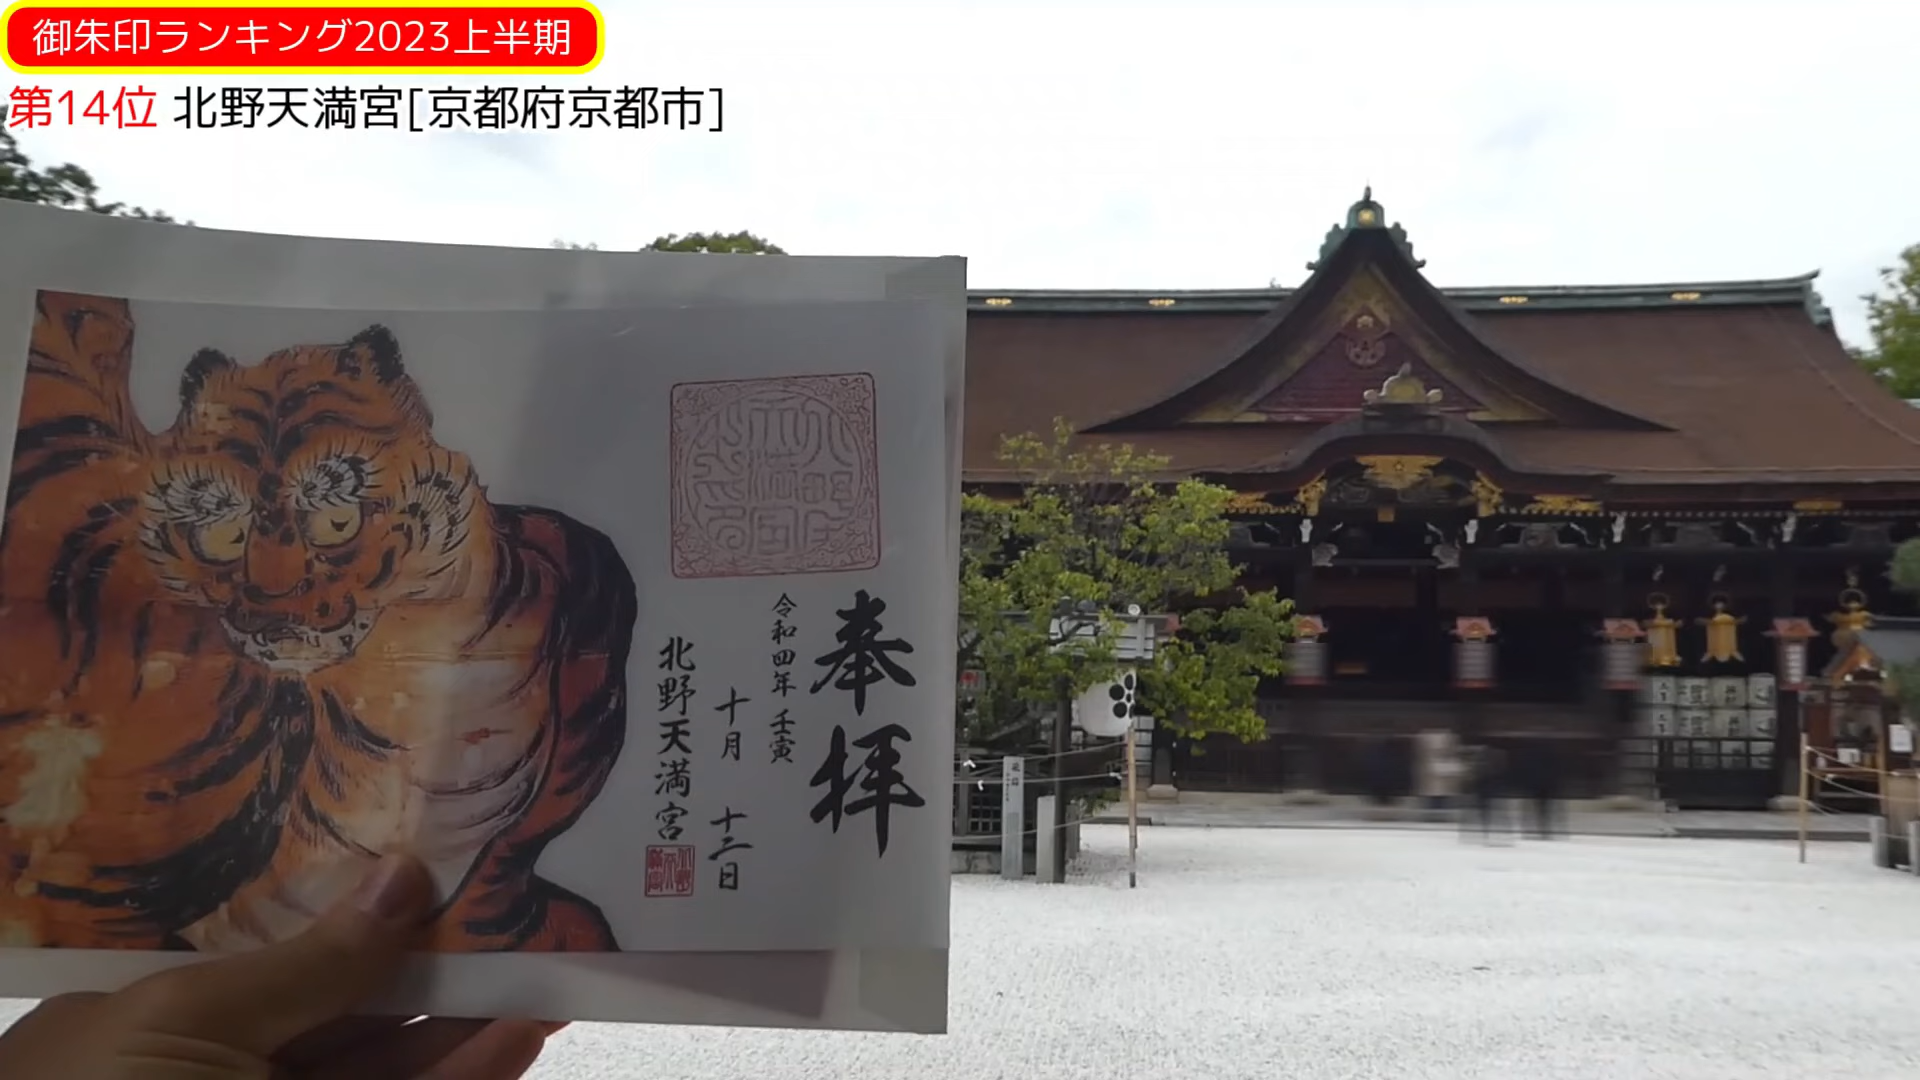 御朱印ランキング2023上半期
第14位 北野天満宮[京都府京都市]
奉拝
令和四年 壬寅
十月 十二日
北野天満宮